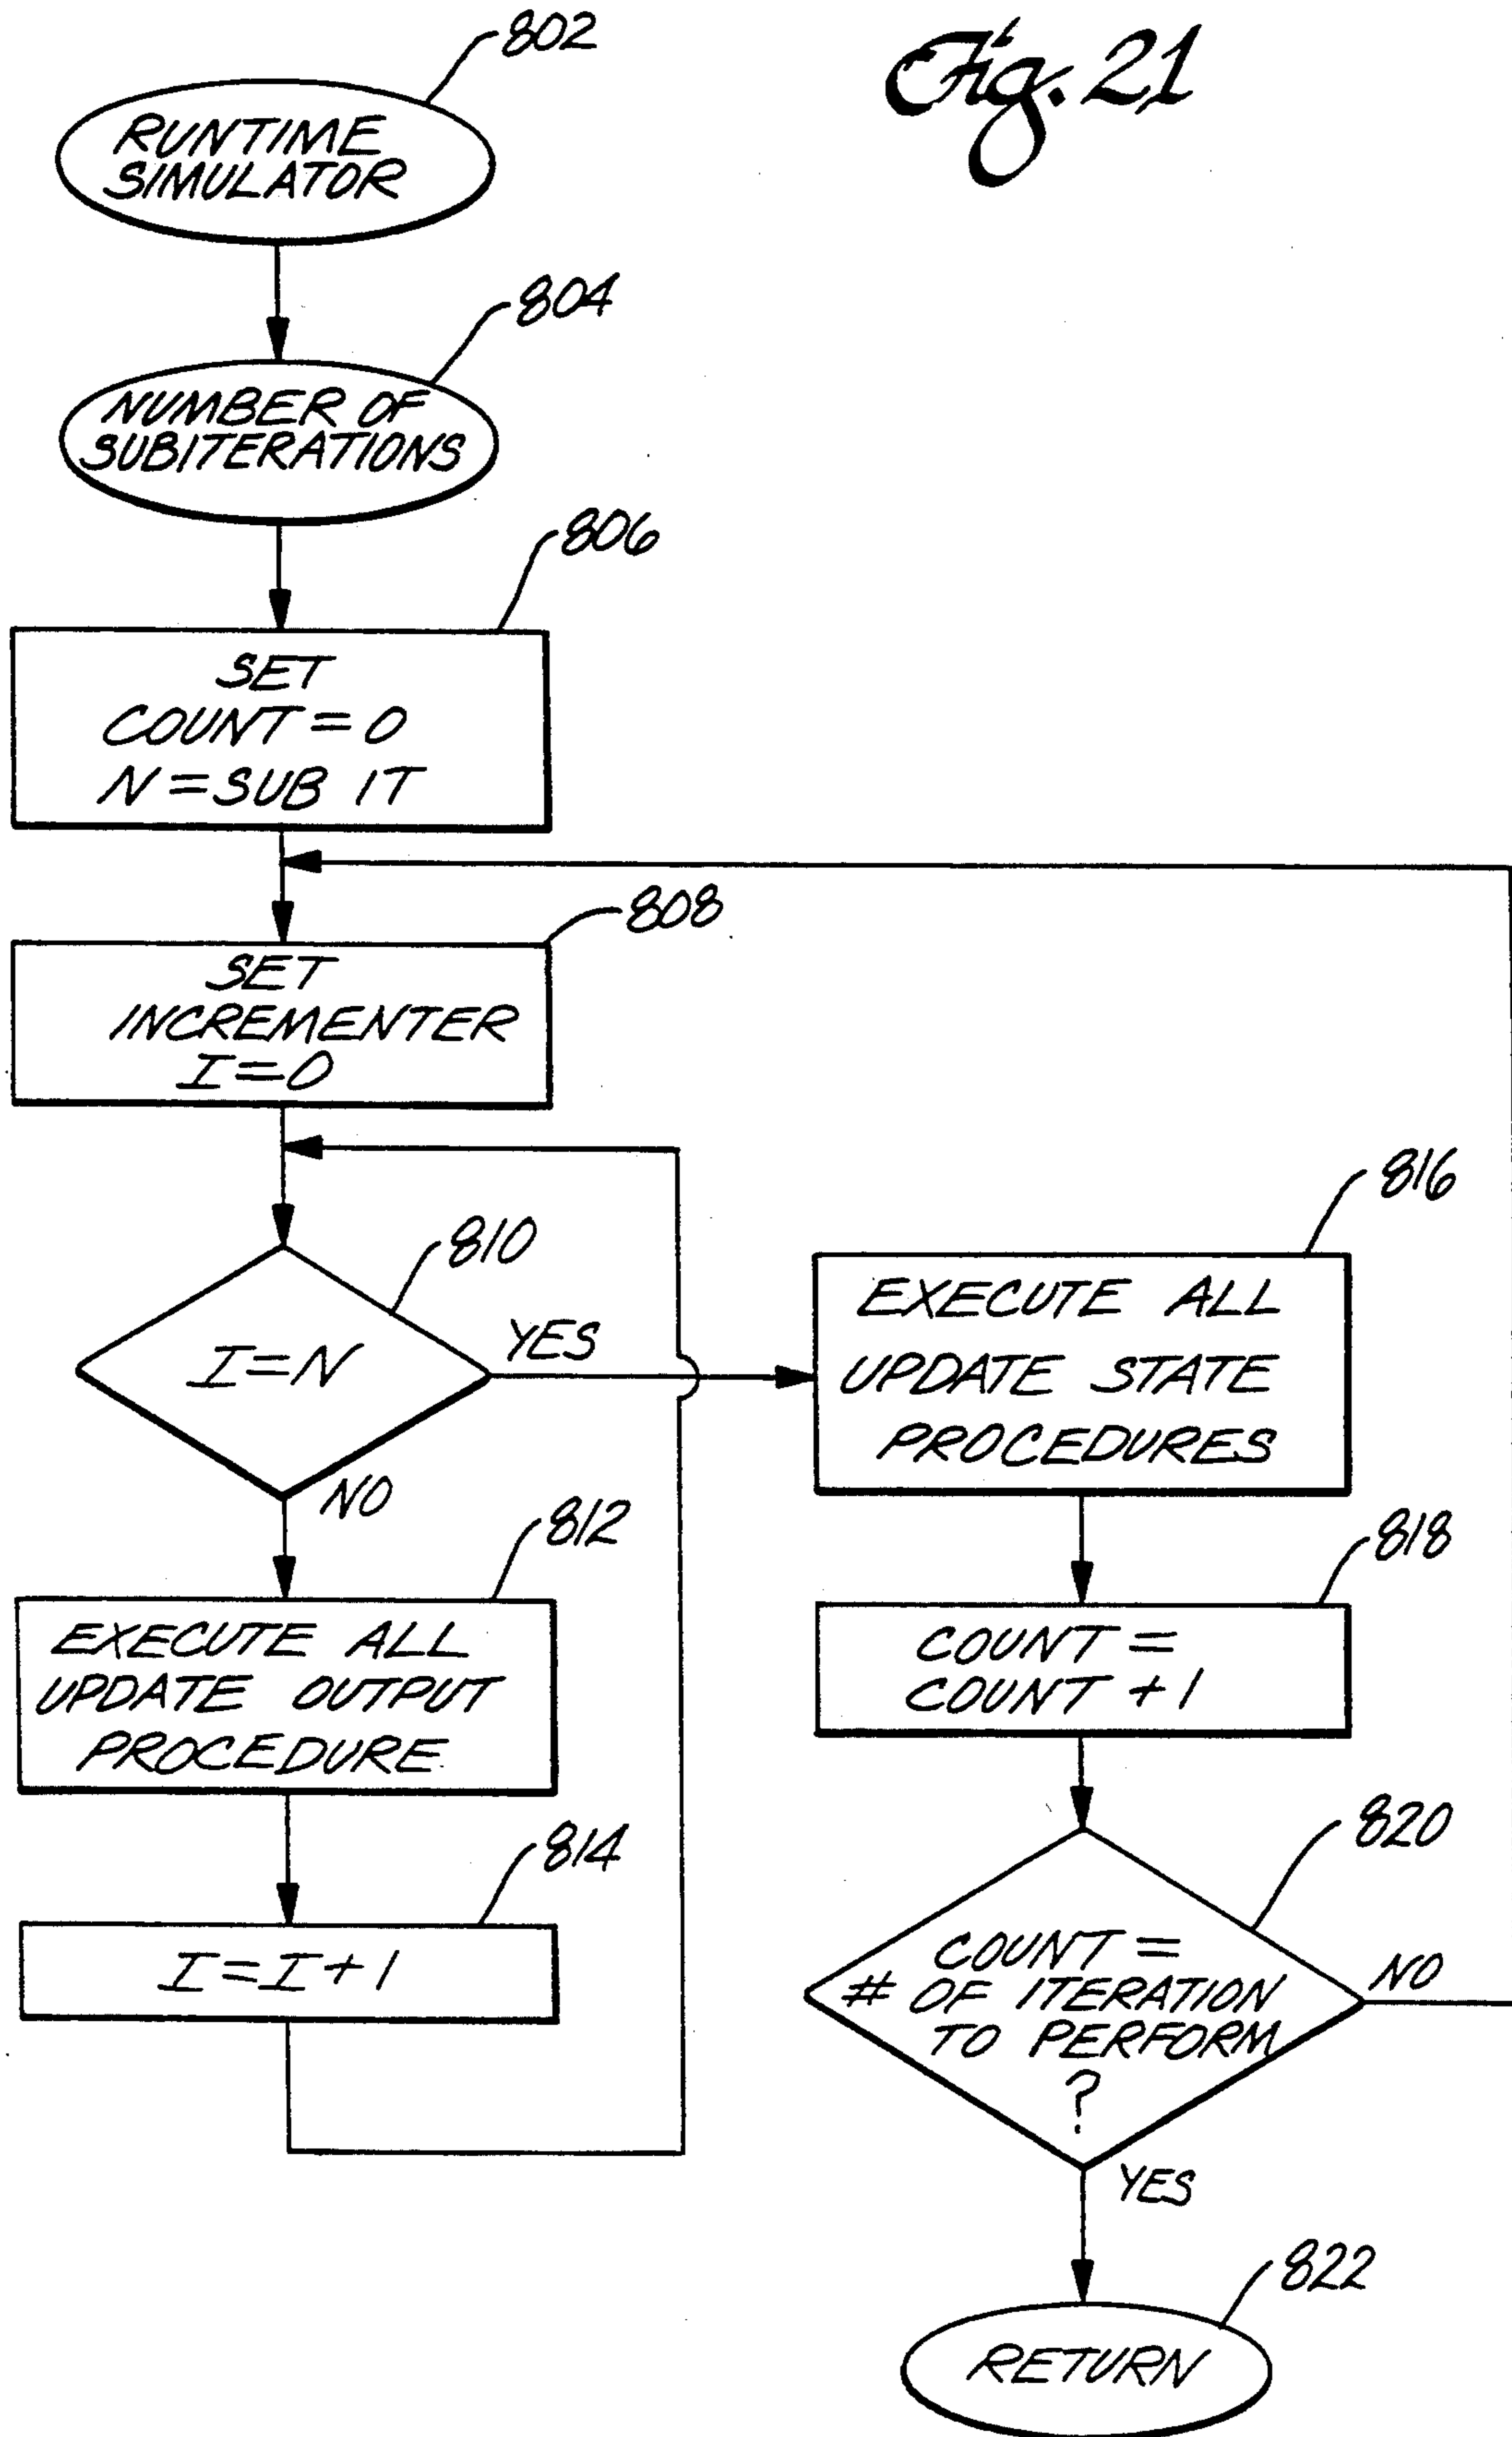 Fig. 21
802
RUNTIME
SIMULATOR
804
NUMBER OF
SUBITERATIONS
806
SET
COUNT = 0
N = SUB IT
808
SET
INCREMENTER
I = 0
810
I = N
YES
NO
812
EXECUTE ALL
UPDATE OUTPUT
PROCEDURE
814
I = I + 1
816
EXECUTE ALL
UPDATE STATE
PROCEDURES
818
COUNT =
COUNT + 1
820
COUNT =
# OF ITERATION
TO PERFORM
?
NO
YES
822
RETURN